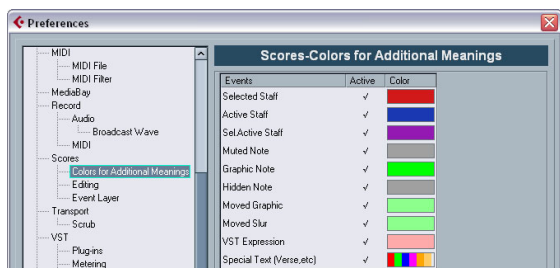 Preferences
MIDI
MIDI File
MIDI Filter
MediaBay
Record
Audio
Broadcast Wave
MIDI
Scores
Colors for Additional Meanings
Editing
Event Layer
Transport
Scrub
VST
Plug-ins
Metering
Scores-Colors for Additional Meanings
Events Active Color
Selected Staff √
Active Staff √
Sel.Active Staff √
Muted Note √
Graphic Note √
Hidden Note √
Moved Graphic √
Moved Slur √
VST Expression √
Special Text (Verse,etc) √